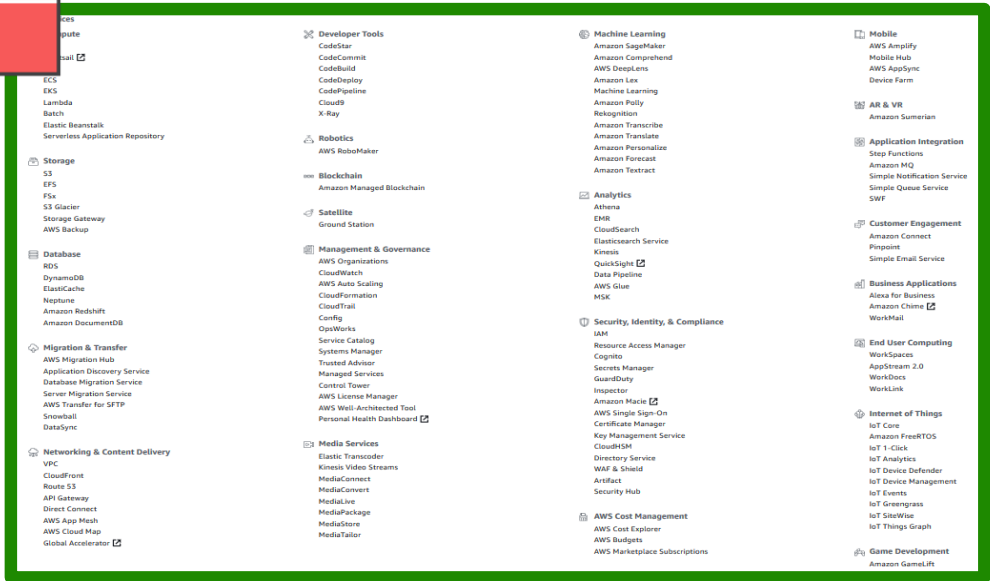 ices
pute
sail
ECS
EKS
Lambda
Batch
Elastic Beanstalk
Serverless Application Repository
Storage
S3
EFS
FSx
S3 Glacier
Storage Gateway
AWS Backup
Database
RDS
DynamoDB
ElastiCache
Neptune
Amazon Redshift
Amazon DocumentDB
Migration & Transfer
AWS Migration Hub
Application Discovery Service
Database Migration Service
Server Migration Service
AWS Transfer for SFTP
Snowball
DataSync
Networking & Content Delivery
VPC
CloudFront
Route 53
API Gateway
Direct Connect
AWS App Mesh
AWS Cloud Map
Global Accelerator
Developer Tools
CodeStar
CodeCommit
CodeBuild
CodeDeploy
CodePipeline
Cloud9
X-Ray
Robotics
AWS RoboMaker
Blockchain
Amazon Managed Blockchain
Satellite
Ground Station
Management & Governance
AWS Organizations
CloudWatch
AWS Auto Scaling
CloudFormation
CloudTrail
Config
OpsWorks
Service Catalog
Systems Manager
Trusted Advisor
Managed Services
Control Tower
AWS License Manager
AWS Well-Architected Tool
Personal Health Dashboard
Media Services
Elastic Transcoder
Kinesis Video Streams
MediaConnect
MediaConvert
MediaLive
MediaPackage
MediaStore
MediaTailor
Machine Learning
Amazon SageMaker
Amazon Comprehend
AWS DeepLens
Amazon Lex
Machine Learning
Amazon Polly
Rekognition
Amazon Transcribe
Amazon Translate
Amazon Personalize
Amazon Forecast
Amazon Textract
Analytics
Athena
EMR
CloudSearch
Elasticsearch Service
Kinesis
QuickSight
Data Pipeline
AWS Glue
MSK
Security, Identity, & Compliance
IAM
Resource Access Manager
Cognito
Secrets Manager
GuardDuty
Inspector
Amazon Macie
AWS Single Sign-On
Certificate Manager
Key Management Service
CloudHSM
Directory Service
WAF & Shield
Artifact
Security Hub
AWS Cost Management
AWS Cost Explorer
AWS Budgets
AWS Marketplace Subscriptions
Mobile
AWS Amplify
Mobile Hub
AWS AppSync
Device Farm
AR & VR
Amazon Sumerian
Application Integration
Step Functions
Amazon MQ
Simple Notification Service
Simple Queue Service
SWF
Customer Engagement
Amazon Connect
Pinpoint
Simple Email Service
Business Applications
Alexa for Business
Amazon Chime
WorkMail
End User Computing
WorkSpaces
AppStream 2.0
WorkDocs
WorkLink
Internet of Things
IoT Core
Amazon FreeRTOS
IoT 1-Click
IoT Analytics
IoT Device Defender
IoT Device Management
IoT Events
IoT Greengrass
IoT SiteWise
IoT Things Graph
Game Development
Amazon GameLift